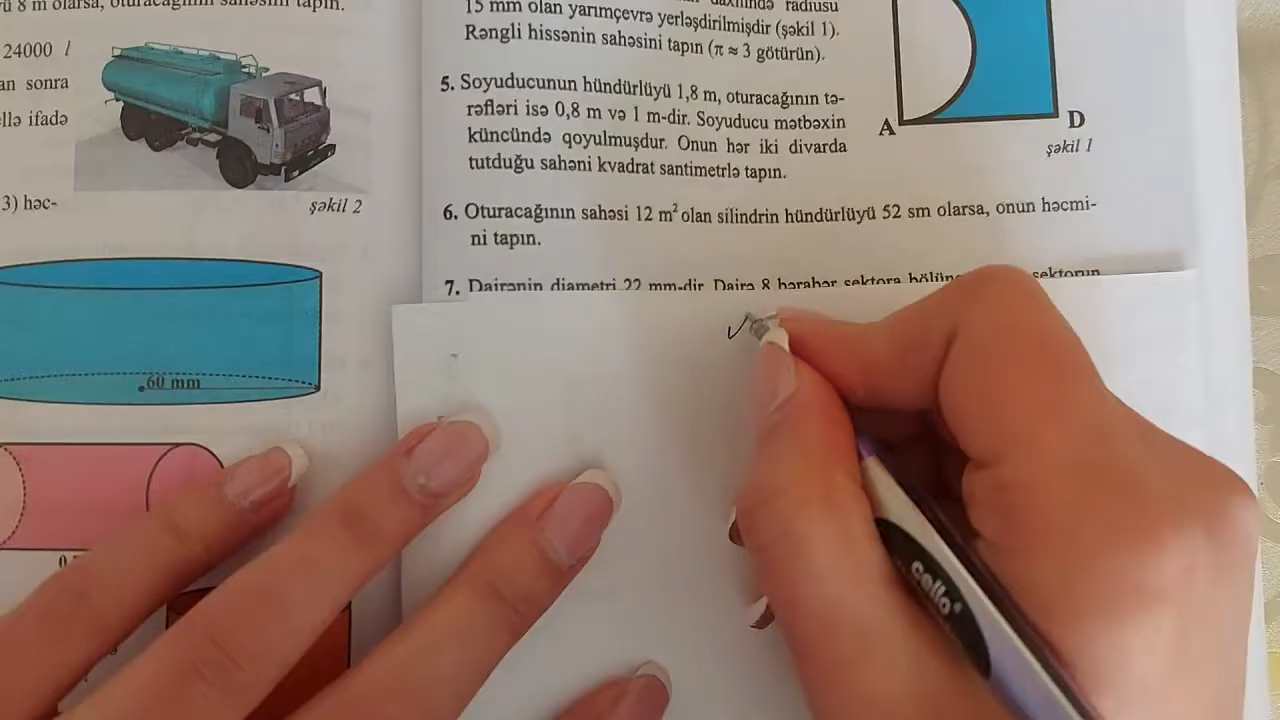 8 m olarsa, oturacağının sahəsini tapın.
24000 l
sonra
ifadə
3) həc-
şəkil 2
60 mm
radiusu
15 mm olan yarımçevrə yerləşdirilmişdir (şəkil 1).
Rəngli hissənin sahəsini tapın (π ≈ 3 götürün).
5. Soyuducunun hündürlüyü 1,8 m, oturacağının tə-
rəfləri isə 0,8 m və 1 m-dir. Soyuducu mətbəxin
küncündə qoyulmuşdur. Onun hər iki divarda
tutduğu sahəni kvadrat santimetrlə tapın.
A
D
şəkil 1
6. Oturacağının sahəsi 12 m² olan silindrin hündürlüyü 52 sm olarsa, onun həcmi-
ni tapın.
7. Dairənin diametri 22 mm-dir. Dairə 8 bərabər sektora sektorun
cello